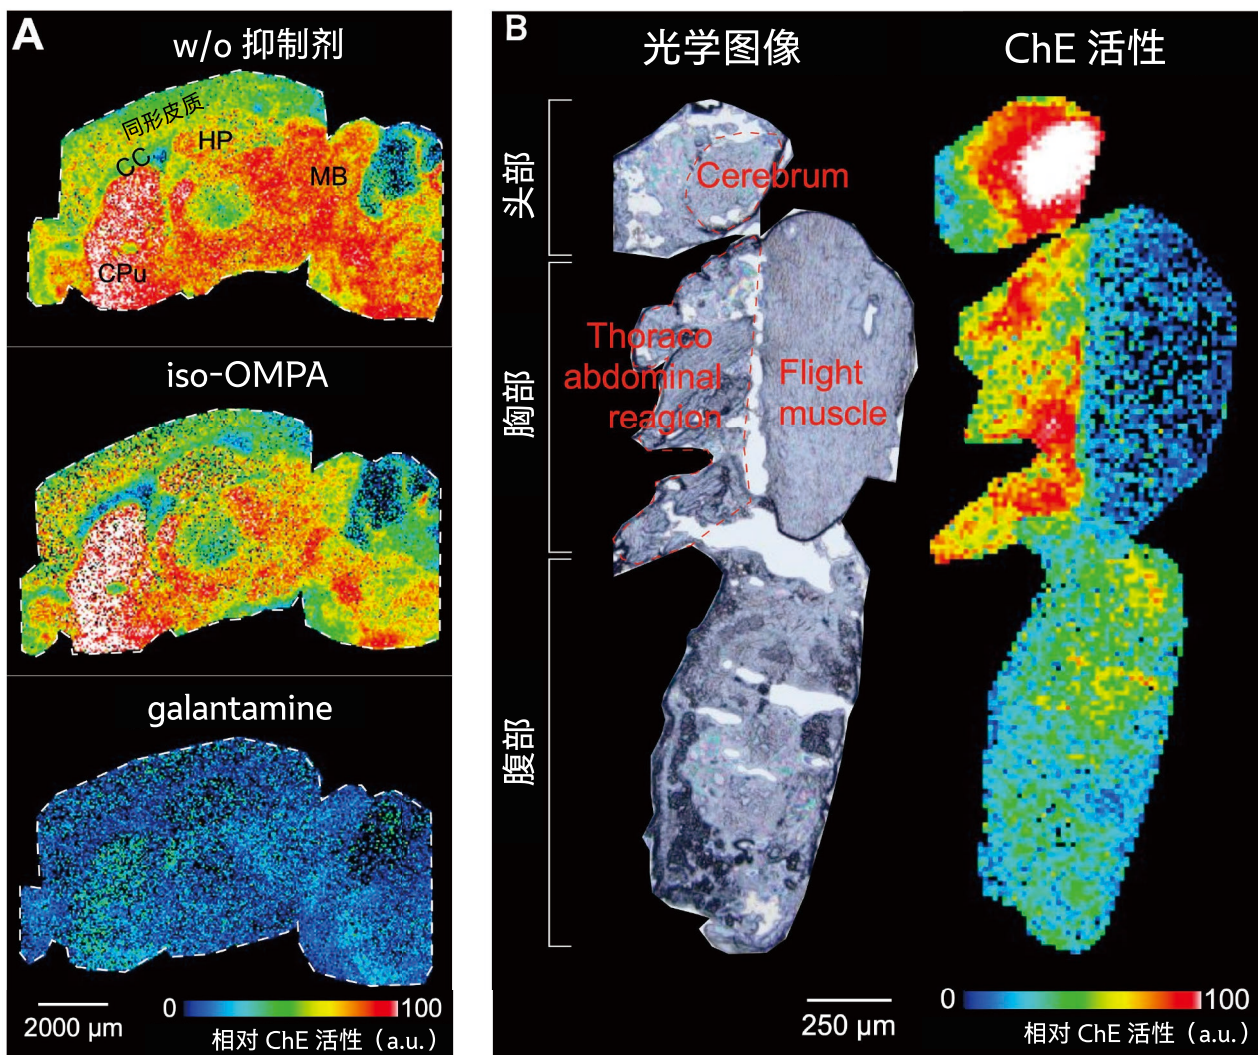 A
w/o 抑制剂
同形皮质
HP
CC
MB
CPu
iso-OMPA
galantamine
2000 µm
0
100
相对 ChE 活性（a.u.）
B
光学图像
ChE 活性
头部
胸部
腹部
Cerebrum
Thoraco
abdominal
reagion
Flight
muscle
250 µm
0
100
相对 ChE 活性（a.u.）